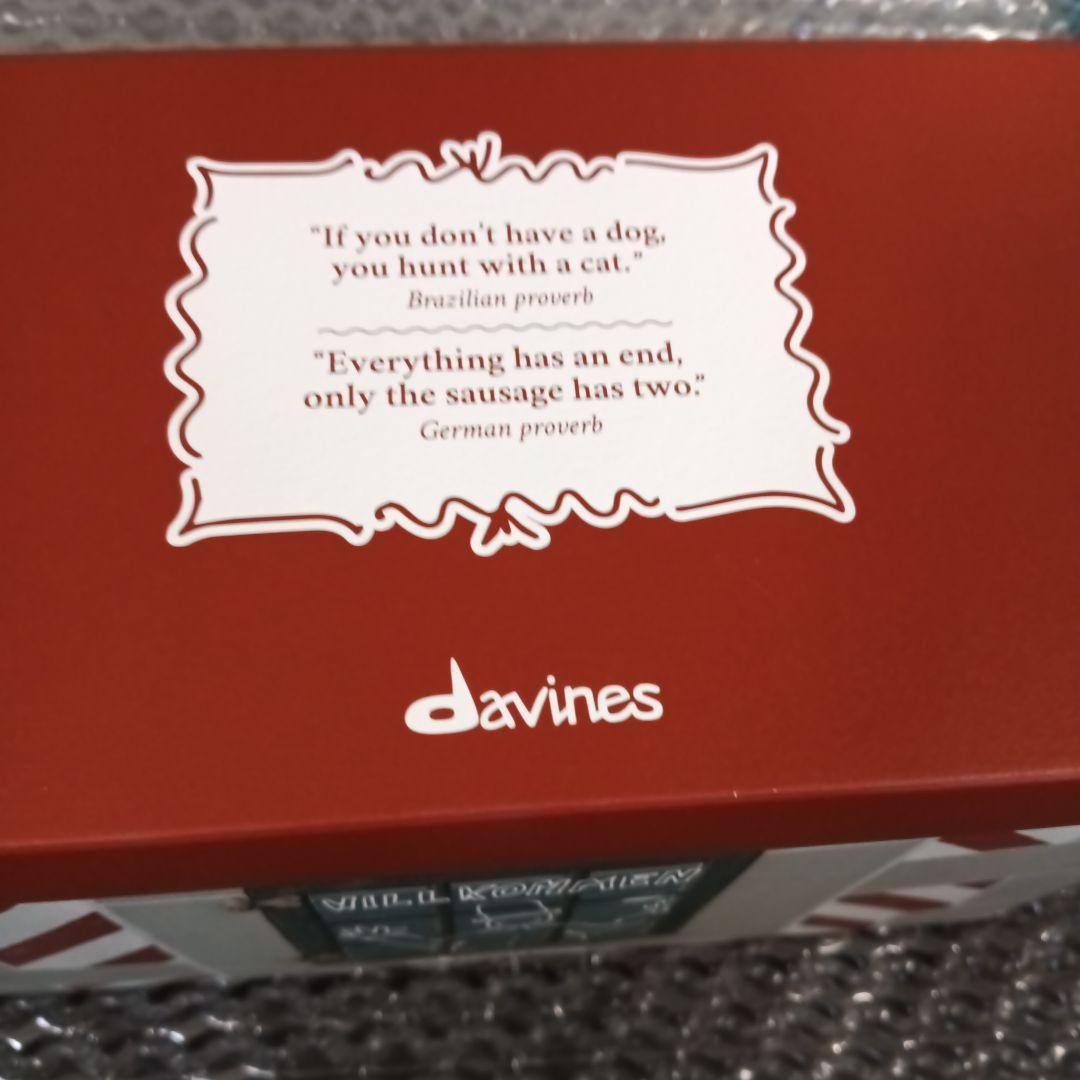 "If you don't have a dog,
you hunt with a cat."
Brazilian proverb
"Everything has an end,
only the sausage has two."
German proverb
davines
WILLKOMMEN